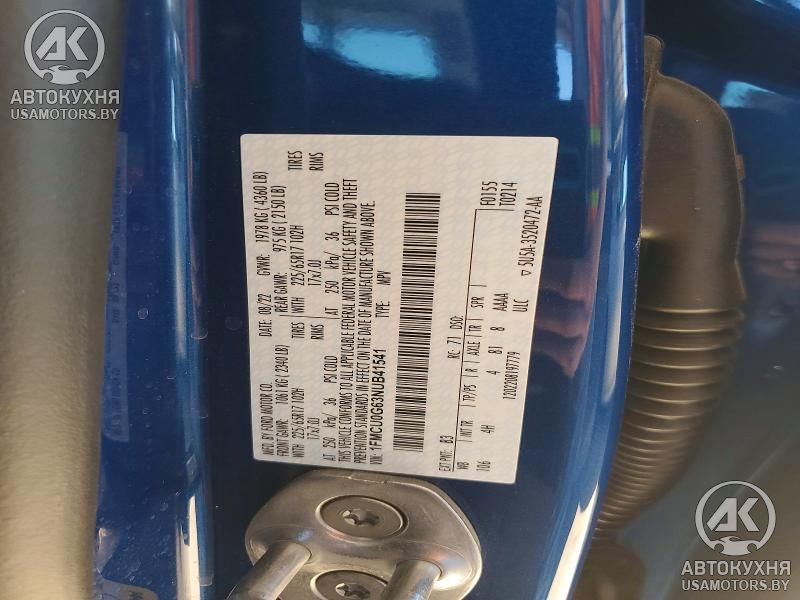 AK
АВТОКУХНЯ
USAMOTORS.BY
MFD. BY FORD MOTOR CO. DATE: 08/22 GVWR: 1978 KG (4360 LB)
FRONT GAWR: 1061 KG (2340 LB) REAR GAWR: 975 KG (2150 LB)
WITH 225/65R17 102H TIRES WITH 225/65R17 102H TIRES
17x7.0J RIMS 17x7.0J RIMS
AT 250 kPa/ 36 PSI COLD AT 250 kPa/ 36 PSI COLD
THIS VEHICLE CONFORMS TO ALL APPLICABLE FEDERAL MOTOR VEHICLE SAFETY AND THEFT
PREVENTION STANDARDS IN EFFECT ON THE DATE OF MANUFACTURE SHOWN ABOVE.
VIN: 1FMCU0G63NUB41541 TYPE: MPV
F0155
T0214
EXT PNT: B3 RC: 71 DSO:
WB INT TR TP/PS R AXLE TR SPR
106 4H 4 81 8 AAAA
1202208197779 ULC
5U5A-3520472-AA
AK
АВТОКУХНЯ
USAMOTORS.BY